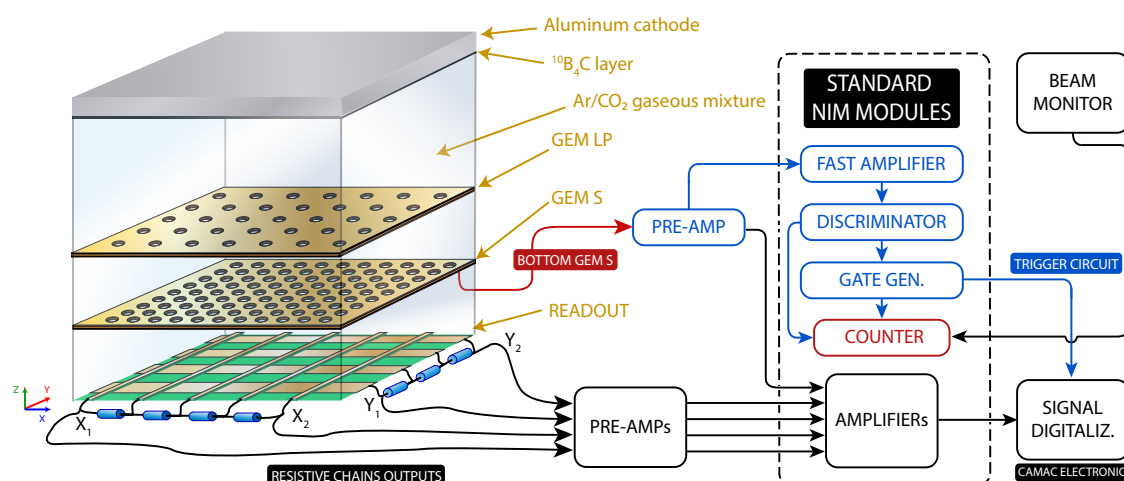 Aluminum cathode
¹⁰B₄C layer
Ar/CO₂ gaseous mixture
GEM LP
GEM S
BOTTOM GEM S
READOUT
Y₂
Y₁
X₁
X₂
Z
Y
X
RESISTIVE CHAINS OUTPUTS
PRE-AMP
PRE-AMPs
STANDARD
NIM MODULES
FAST AMPLIFIER
DISCRIMINATOR
GATE GEN.
COUNTER
AMPLIFIERs
BEAM
MONITOR
TRIGGER CIRCUIT
SIGNAL
DIGITALIZ.
CAMAC ELECTRONIC